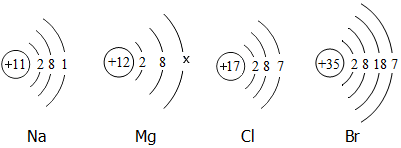 +11 2 8 1
+12 2 8 x
+17 2 8 7
+35 2 8 18 7
Na Mg Cl Br